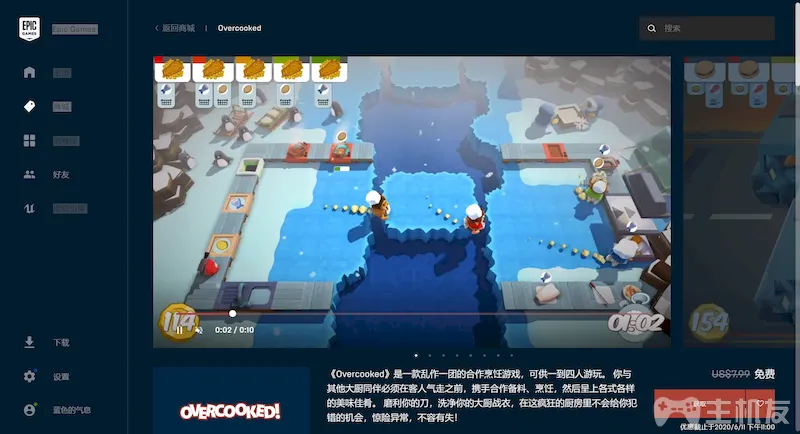 EPIC
GAMES
Epic Games
返回商城
Overcooked
搜索
商城
好友
下载
设置
蓝色的气息
114
0:02 / 0:10
01:02
154
《Overcooked》是一款乱作一团的合作烹饪游戏，可供一到四人游玩。 你与
其他大厨同伴必须在客人气走之前，携手合作备料、烹饪，然后呈上各式各样
的美味佳肴。 磨利你的刀，洗净你的大厨战衣，在这疯狂的厨房里不会给你犯
错的机会，惊险异常，不容有失！
OVERCOOKED!
US$7.99 免费
获取
主机友
优惠截止于2020/6/11 下午11:00